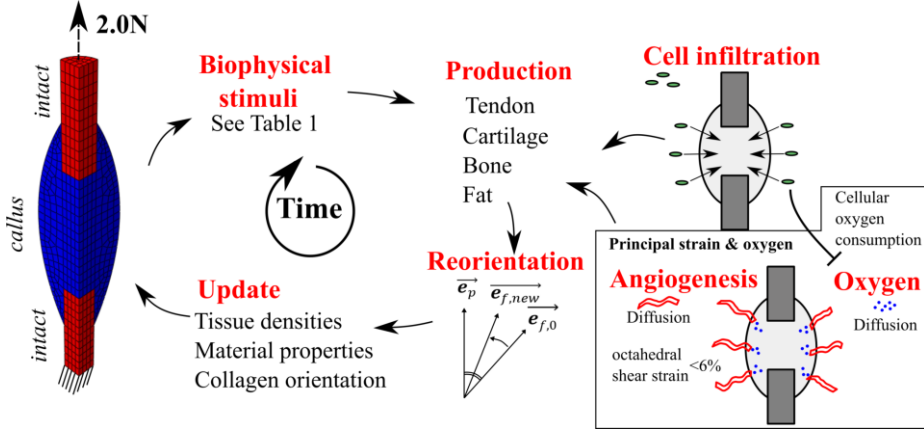 2.0N
intact
callus
intact
Biophysical
stimuli
See Table 1
Time
Update
Tissue densities
Material properties
Collagen orientation
Production
Tendon
Cartilage
Bone
Fat
Reorientation
e_p e_f,new
e_f,0
Cell infiltration
Cellular
oxygen
consumption
Principal strain & oxygen
Angiogenesis
Diffusion
octahedral
shear strain <6%
Oxygen
Diffusion